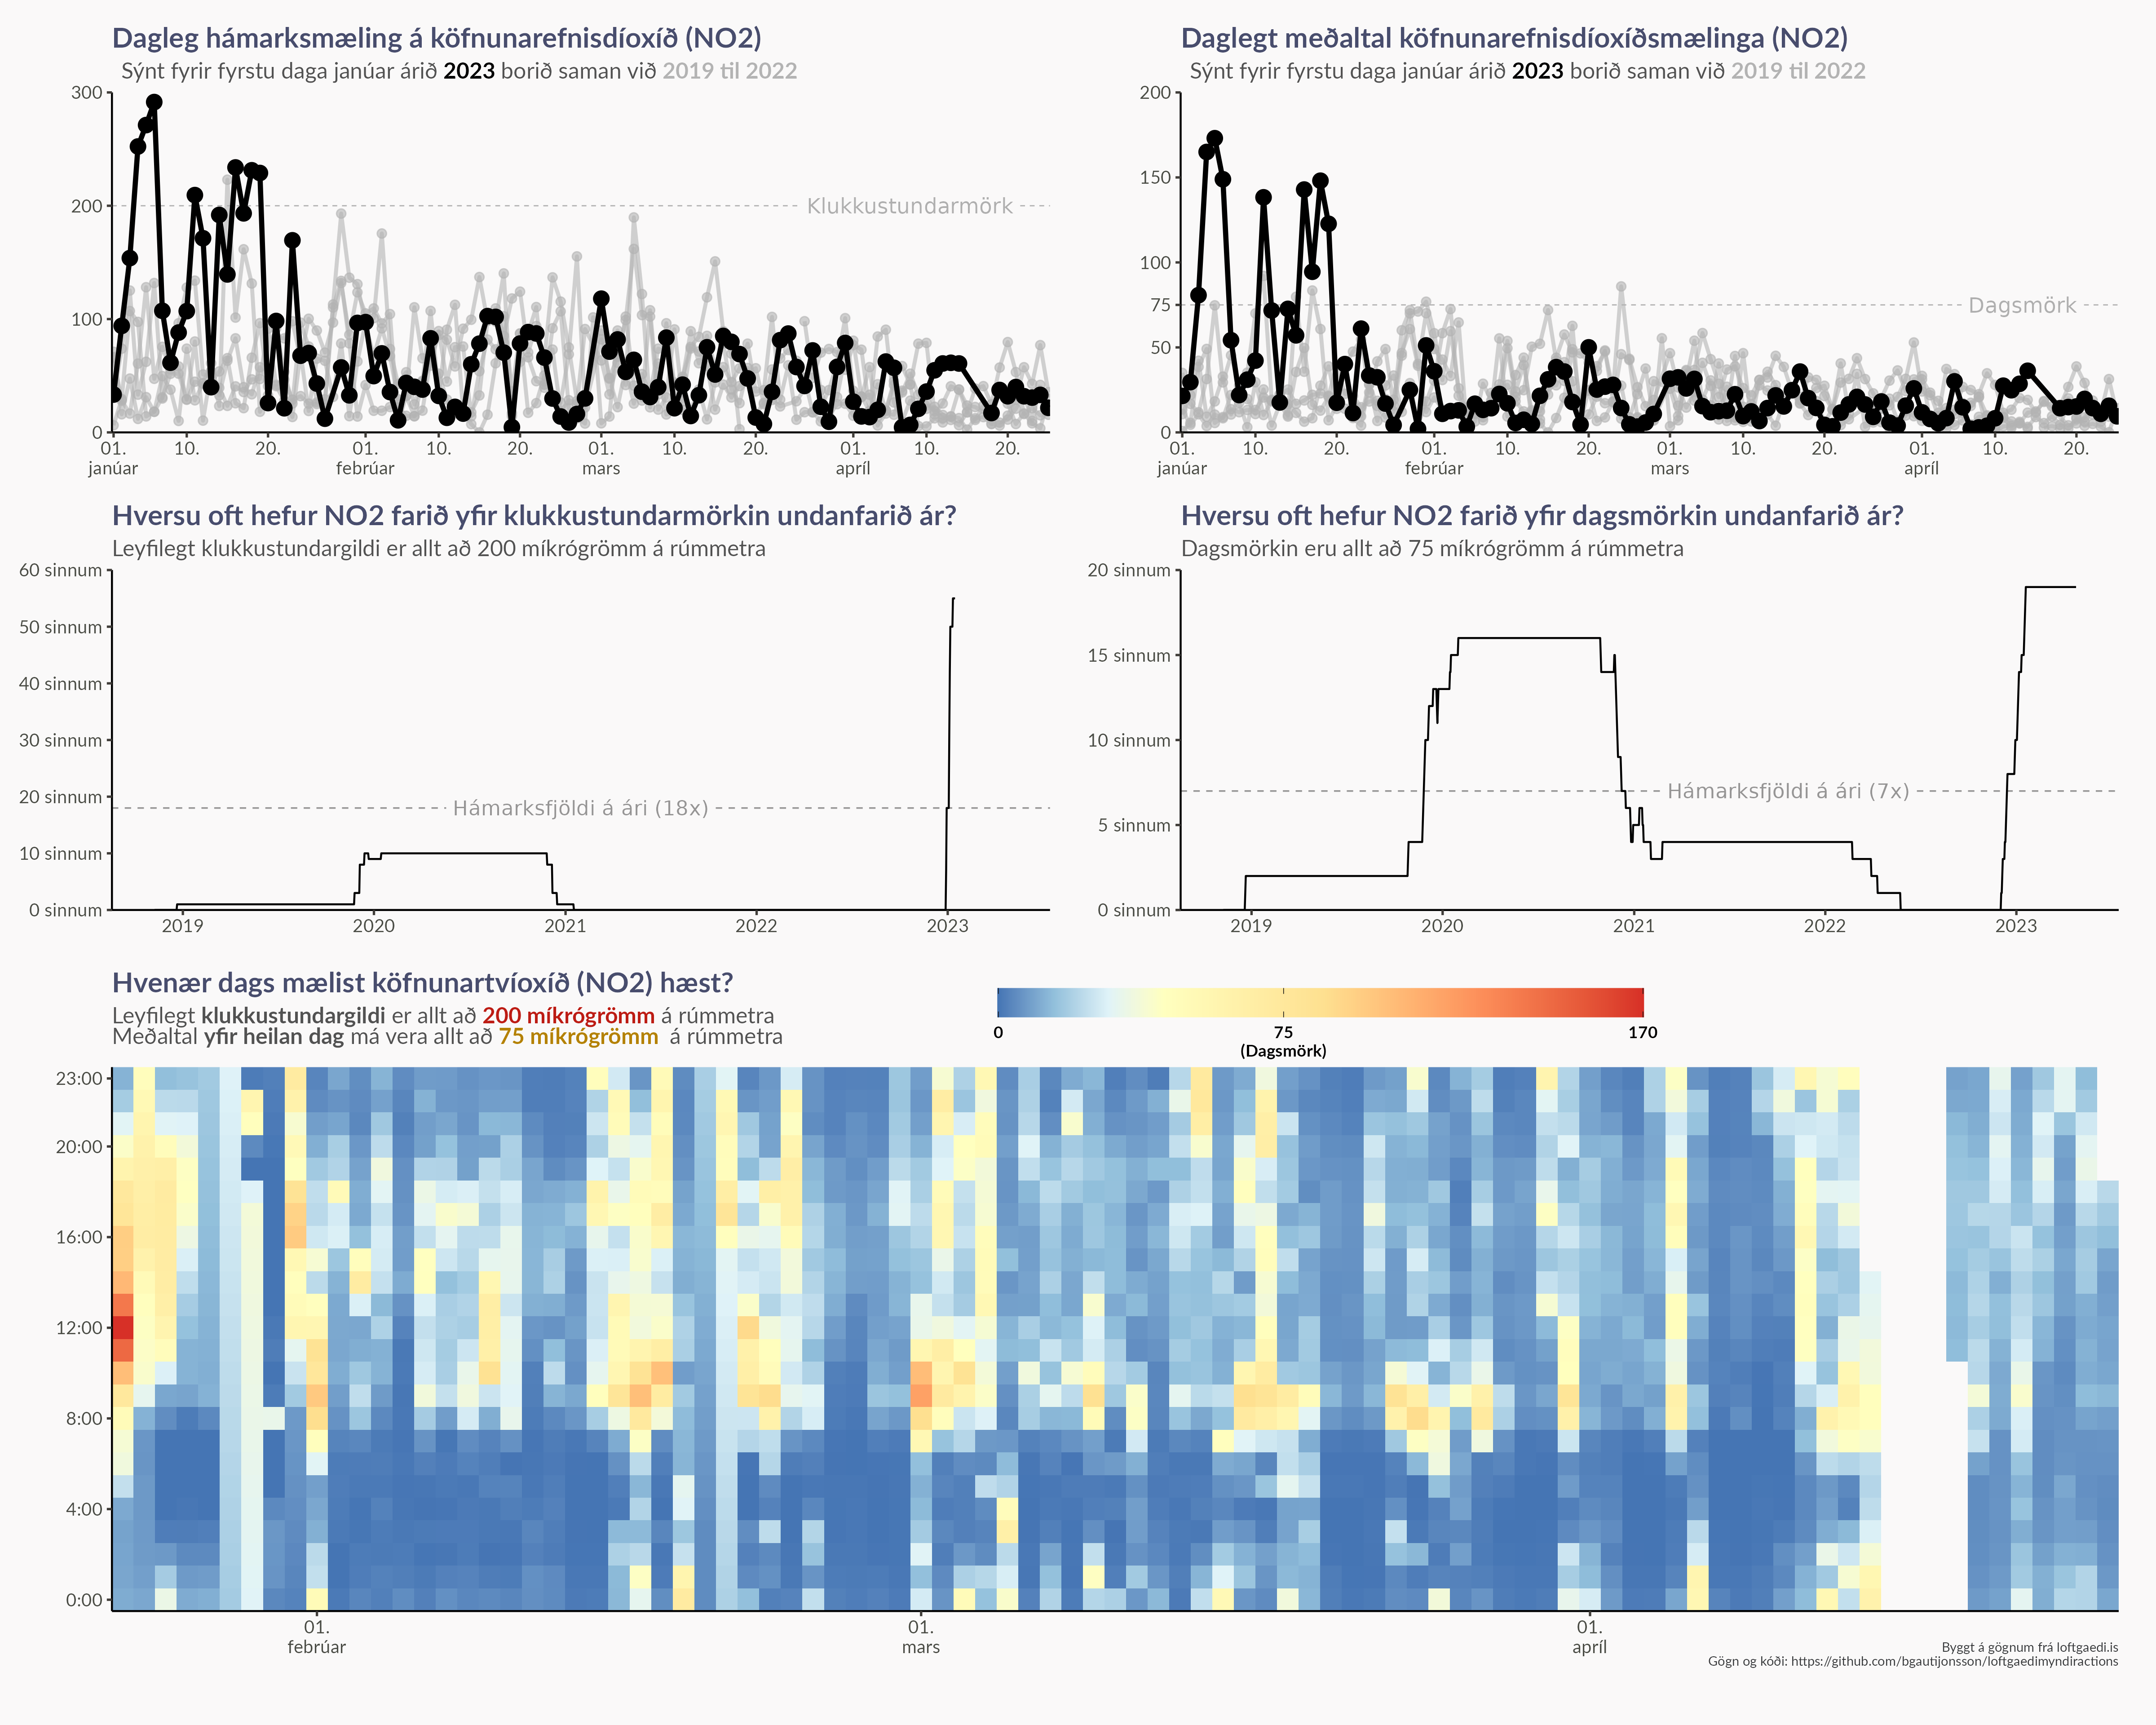 Dagleg hámarksmæling á köfnunarefnisdíoxíð (NO2)
Sýnt fyrir fyrstu daga janúar árið 2023 borið saman við 2019 til 2022
300
200
100
0
Klukkustundarmörk
01. 10. 20. 01. 10. 20. 01. 10. 20. 01. 10. 20.
janúar febrúar mars apríl
Daglegt meðaltal köfnunarefnisdíoxíðsmælinga (NO2)
Sýnt fyrir fyrstu daga janúar árið 2023 borið saman við 2019 til 2022
200
150
100
75
50
0
Dagsmörk
01. 10. 20. 01. 10. 20. 01. 10. 20. 01. 10. 20.
janúar febrúar mars apríl
Hversu oft hefur NO2 farið yfir klukkustundarmörkin undanfarið ár?
Leyfilegt klukkustundargildi er allt að 200 míkrógrömm á rúmmetra
60 sinnum
50 sinnum
40 sinnum
30 sinnum
20 sinnum
10 sinnum
0 sinnum
Hámarksfjöldi á ári (18x)
2019 2020 2021 2022 2023
Hversu oft hefur NO2 farið yfir dagsmörkin undanfarið ár?
Dagsmörkin eru allt að 75 míkrógrömm á rúmmetra
20 sinnum
15 sinnum
10 sinnum
5 sinnum
0 sinnum
Hámarksfjöldi á ári (7x)
2019 2020 2021 2022 2023
Hvenær dags mælist köfnunartvíoxíð (NO2) hæst?
Leyfilegt klukkustundargildi er allt að 200 míkrógrömm á rúmmetra
Meðaltal yfir heilan dag má vera allt að 75 míkrógrömm á rúmmetra
0 75 170
(Dagsmörk)
23:00
20:00
16:00
12:00
8:00
4:00
0:00
01. 01. 01.
febrúar mars apríl
Byggt á gögnum frá loftgaedi.is
Gögn og kóði: https://github.com/bgautijonsson/loftgaedimyndiractions